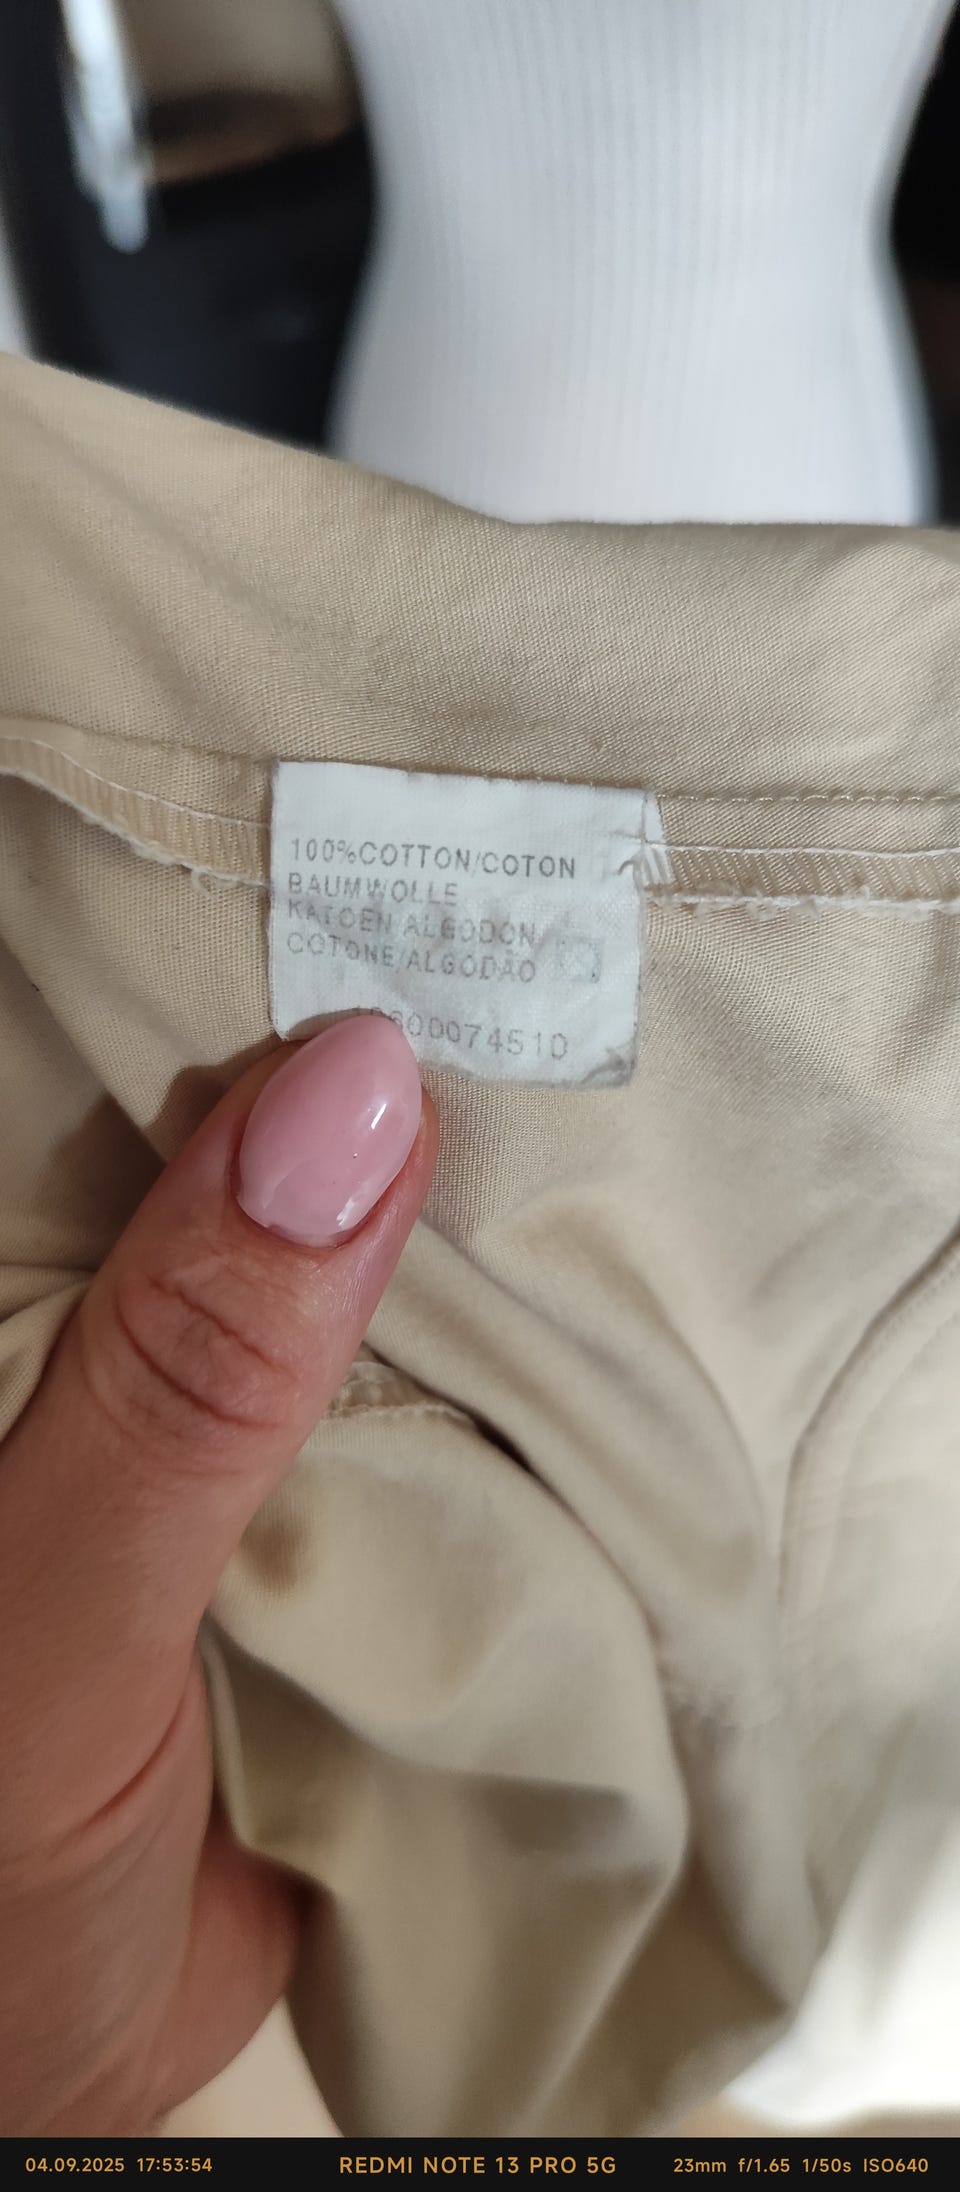 100%COTTON/COTON
BAUMWOLLE
KATOEN ALGODON
COTONE/ALGODÃO
04.09.2025 17:53:54
REDMI NOTE 13 PRO 5G
23mm f/1.65 1/50s ISO640